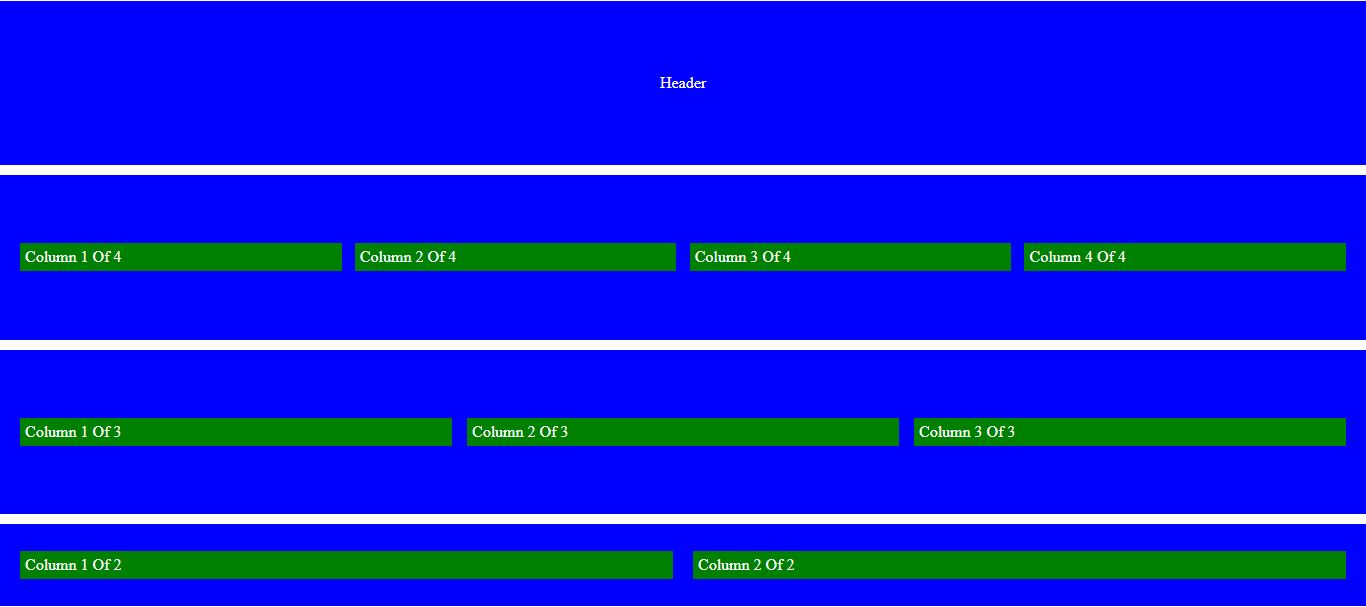 Header
Column 1 Of 4
Column 2 Of 4
Column 3 Of 4
Column 4 Of 4
Column 1 Of 3
Column 2 Of 3
Column 3 Of 3
Column 1 Of 2
Column 2 Of 2